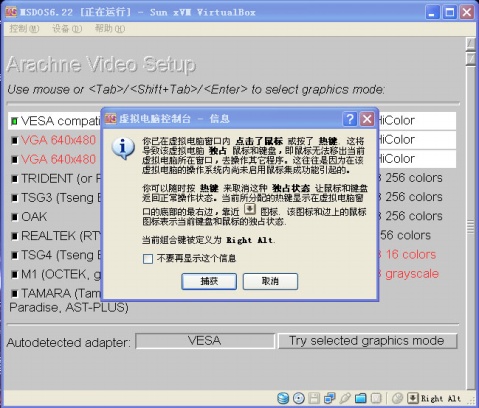 MSDOS6.22 [正在运行] - Sun xVM VirtualBox
控制(M) 设备(D) 帮助(H)
Arachne Video Setup
Use mouse or <Tab>/<Shift+Tab>/<Enter> to select graphics mode:
VESA compati
HiColor
VGA 640x480
HiColor
VGA 640x480
HiColor
TRIDENT (or F
256 colors
TSG3 (Tseng E
256 colors
OAK
256 colors
REALTEK (RT
256 colors
TSG4 (Tseng E
16 colors
M1 (OCTEK, g
grayscale
TAMARA (Tam
Paradise, AST-PLUS)
虚拟电脑控制台 - 信息
你已在虚拟电脑窗口内 点击了鼠标 或按了 热键。这将
导致该虚拟电脑 独占 鼠标和键盘，即鼠标无法移出当前
虚拟电脑所在窗口，去操作其它程序。这往往是因为在该
虚拟电脑的操作系统内尚未启用鼠标集成功能引起的。
你可以随时按 热键 来取消这种 独占状态 让鼠标和键盘
返回正常操作状态。当前所分配的热键显示在虚拟电脑窗
口的底部的最右边，靠近 图标. 该图标和边上的鼠标
图标表示当前键盘和鼠标的独占状态.
当前组合键被定义为 Right Alt.
不要再显示这个信息
捕获 取消
Autodetected adapter: VESA Try selected graphics mode
Right Alt